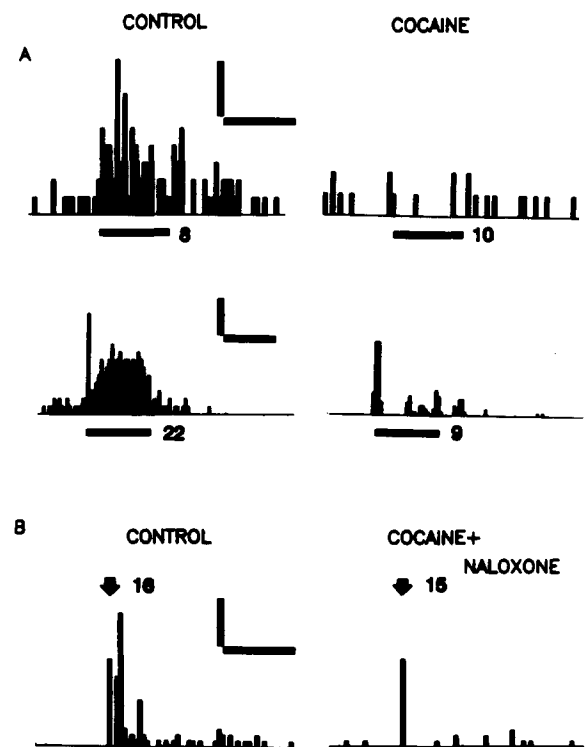 CONTROL COCAINE
A
8 10
22 9
B
CONTROL COCAINE+
NALOXONE
16 15